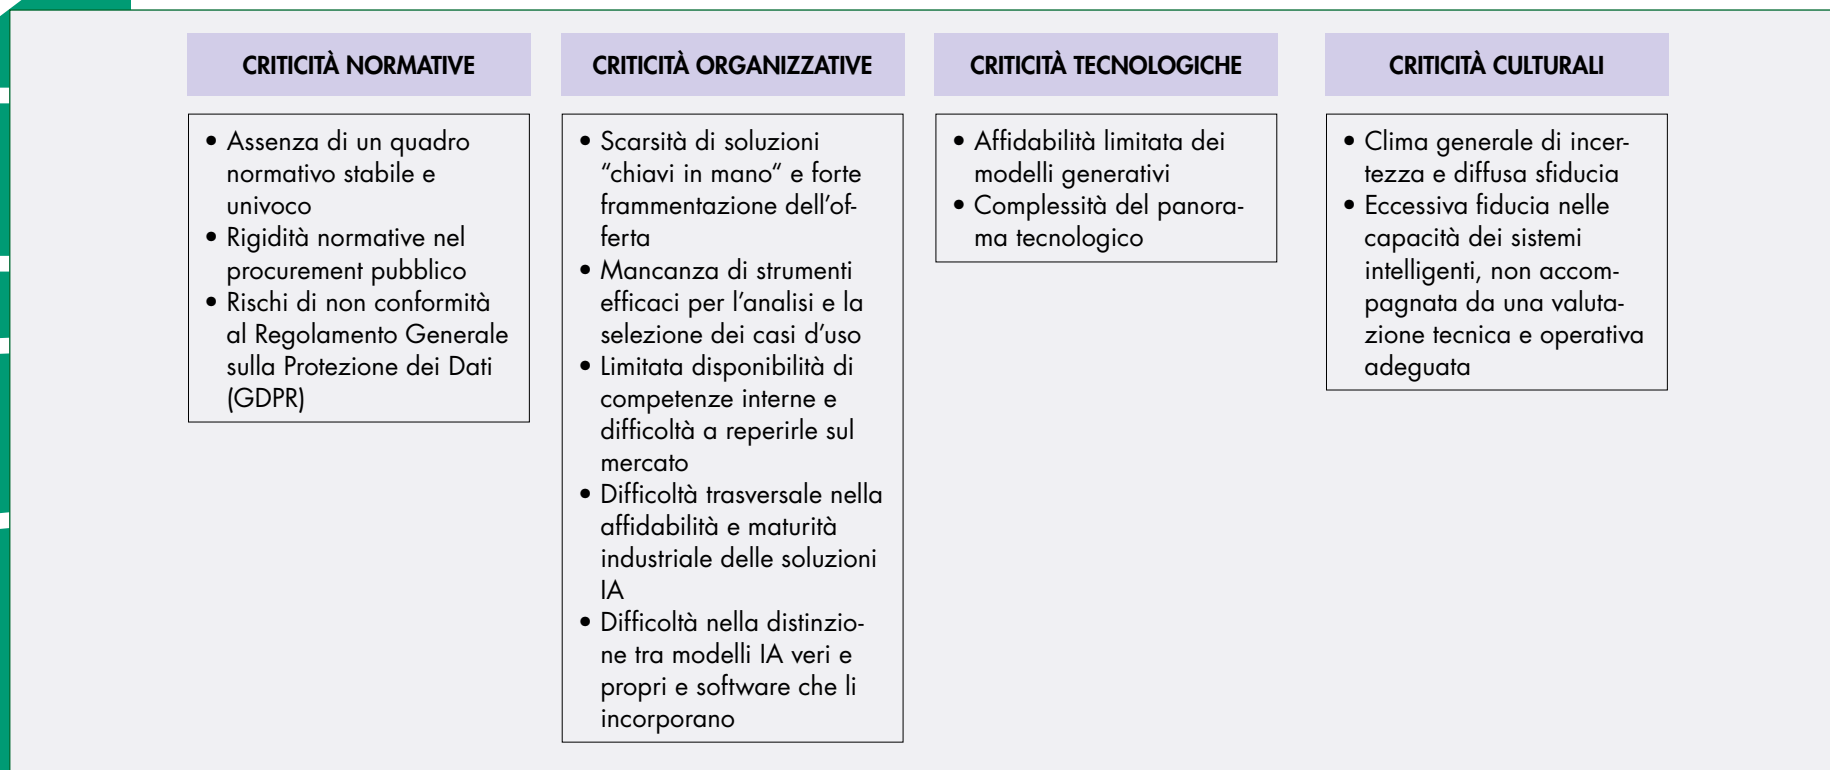 CRITICITÀ NORMATIVE
• Assenza di un quadro
normativo stabile e
univoco
• Rigidità normative nel
procurement pubblico
• Rischi di non conformità
al Regolamento Generale
sulla Protezione dei Dati
(GDPR)
CRITICITÀ ORGANIZZATIVE
• Scarsità di soluzioni
“chiavi in mano“ e forte
frammentazione dell’of-
ferta
• Mancanza di strumenti
efficaci per l’analisi e la
selezione dei casi d’uso
• Limitata disponibilità di
competenze interne e
difficoltà a reperirle sul
mercato
• Difficoltà trasversale nella
affidabilità e maturità
industriale delle soluzioni
IA
• Difficoltà nella distinzio-
ne tra modelli IA veri e
propri e software che li
incorporano
CRITICITÀ TECNOLOGICHE
• Affidabilità limitata dei
modelli generativi
• Complessità del panora-
ma tecnologico
CRITICITÀ CULTURALI
• Clima generale di incer-
tezza e diffusa sfiducia
• Eccessiva fiducia nelle
capacità dei sistemi
intelligenti, non accom-
pagnata da una valuta-
zione tecnica e operativa
adeguata